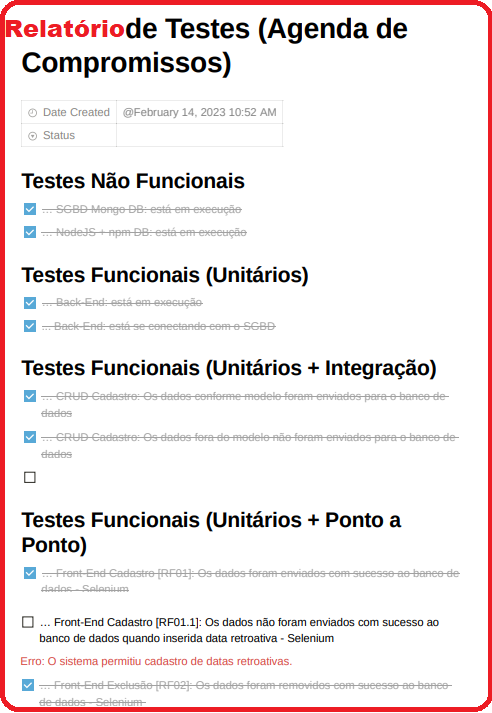 Relatório de Testes (Agenda de
Compromissos)
Date Created @February 14, 2023 10:52 AM
Status
Testes Não Funcionais
... SGBD Mongo DB: está em execução
... NodeJS + npm DB: está em execução
Testes Funcionais (Unitários)
... Back-End: está em execução
... Back-End: está se conectando com o SGBD
Testes Funcionais (Unitários + Integração)
... CRUD Cadastro: Os dados conforme modelo foram enviados para o banco de
dados
... CRUD Cadastro: Os dados fora do modelo não foram enviados para o banco de
dados
Testes Funcionais (Unitários + Ponto a
Ponto)
... Front-End Cadastro [RF01]: Os dados foram enviados com sucesso ao banco de
dados - Selenium
... Front-End Cadastro [RF01.1]: Os dados não foram enviados com sucesso ao
banco de dados quando inserida data retroativa - Selenium
Erro: O sistema permitiu cadastro de datas retroativas.
... Front-End Exclusão [RF02]: Os dados foram removidos com sucesso ao banco
de dados - Selenium